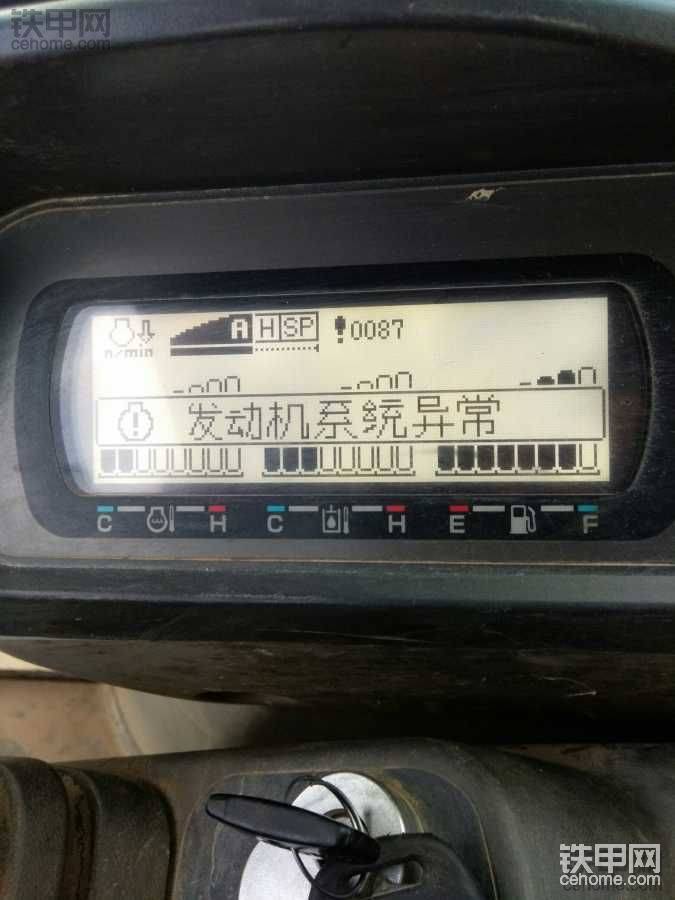 铁甲网
cehome.com
n/min
A H SP !0087
发动机系统异常
C H C H E F
铁甲网
cehome.com